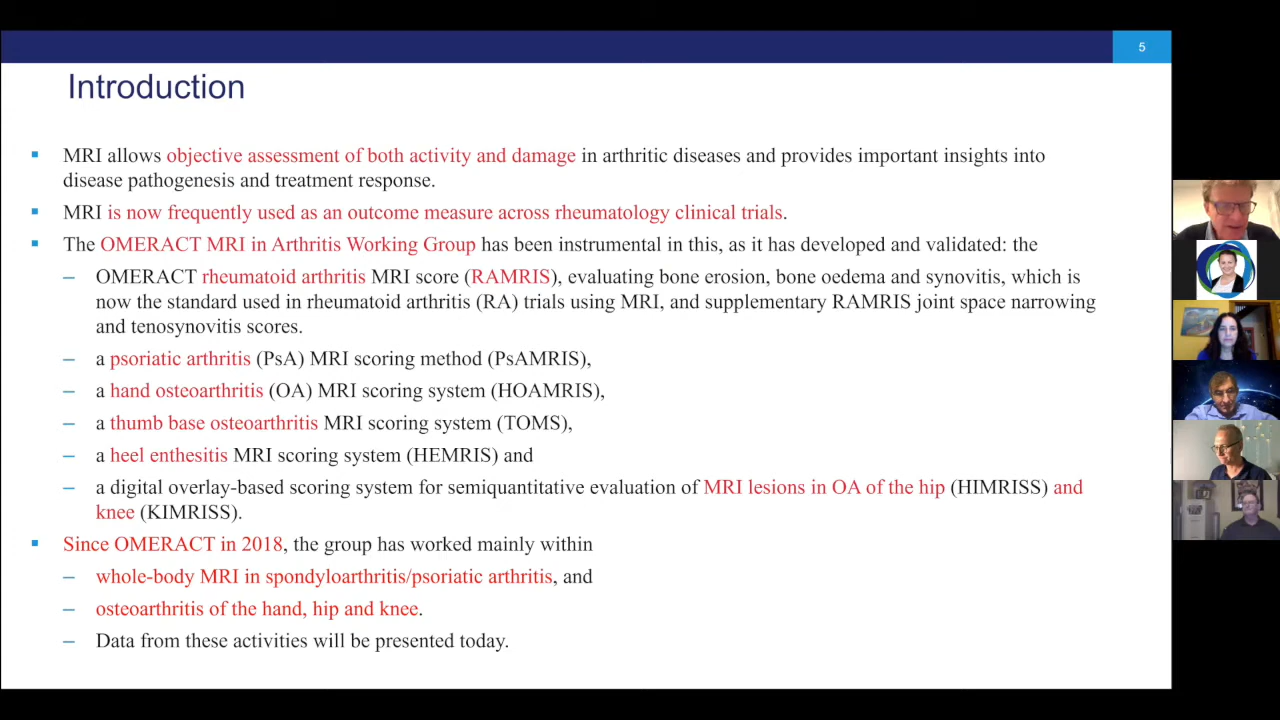 5
Introduction
▪ MRI allows objective assessment of both activity and damage in arthritic diseases and provides important insights into
disease pathogenesis and treatment response.
▪ MRI is now frequently used as an outcome measure across rheumatology clinical trials.
▪ The OMERACT MRI in Arthritis Working Group has been instrumental in this, as it has developed and validated: the
– OMERACT rheumatoid arthritis MRI score (RAMRIS), evaluating bone erosion, bone oedema and synovitis, which is
now the standard used in rheumatoid arthritis (RA) trials using MRI, and supplementary RAMRIS joint space narrowing
and tenosynovitis scores.
– a psoriatic arthritis (PsA) MRI scoring method (PsAMRIS),
– a hand osteoarthritis (OA) MRI scoring system (HOAMRIS),
– a thumb base osteoarthritis MRI scoring system (TOMS),
– a heel enthesitis MRI scoring system (HEMRIS) and
– a digital overlay-based scoring system for semiquantitative evaluation of MRI lesions in OA of the hip (HIMRISS) and
knee (KIMRISS).
▪ Since OMERACT in 2018, the group has worked mainly within
– whole-body MRI in spondyloarthritis/psoriatic arthritis, and
– osteoarthritis of the hand, hip and knee.
– Data from these activities will be presented today.